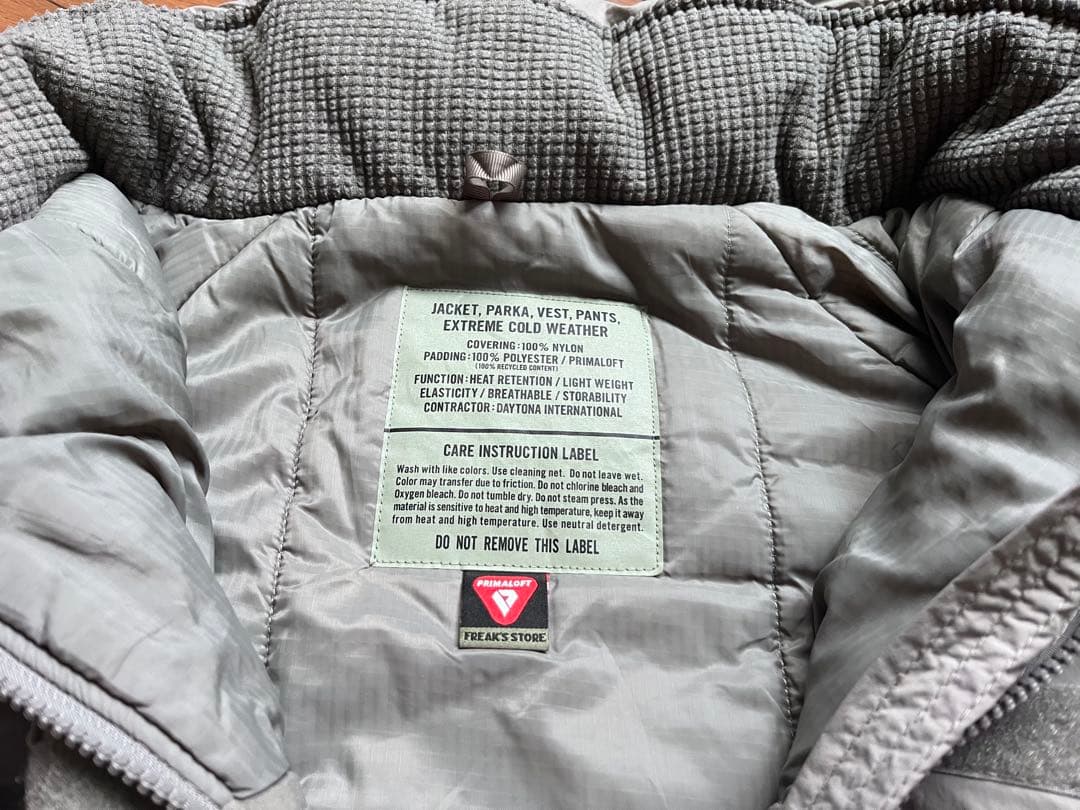 JACKET, PARKA, VEST, PANTS,
EXTREME COLD WEATHER
COVERING:100% NYLON
PADDING:100% POLYESTER / PRIMALOFT
(100% RECYCLED CONTENT)
FUNCTION:HEAT RETENTION / LIGHT WEIGHT
ELASTICITY / BREATHABLE / STORABILITY
CONTRACTOR:DAYTONA INTERNATIONAL
CARE INSTRUCTION LABEL
Wash with like colors. Use cleaning net. Do not leave wet.
Color may transfer due to friction. Do not chlorine bleach and
Oxygen bleach. Do not tumble dry. Do not steam press. As the
material is sensitive to heat and high temperature, keep it away
from heat and high temperature. Use neutral detergent.
DO NOT REMOVE THIS LABEL
PRIMALOFT
FREAK'S STORE